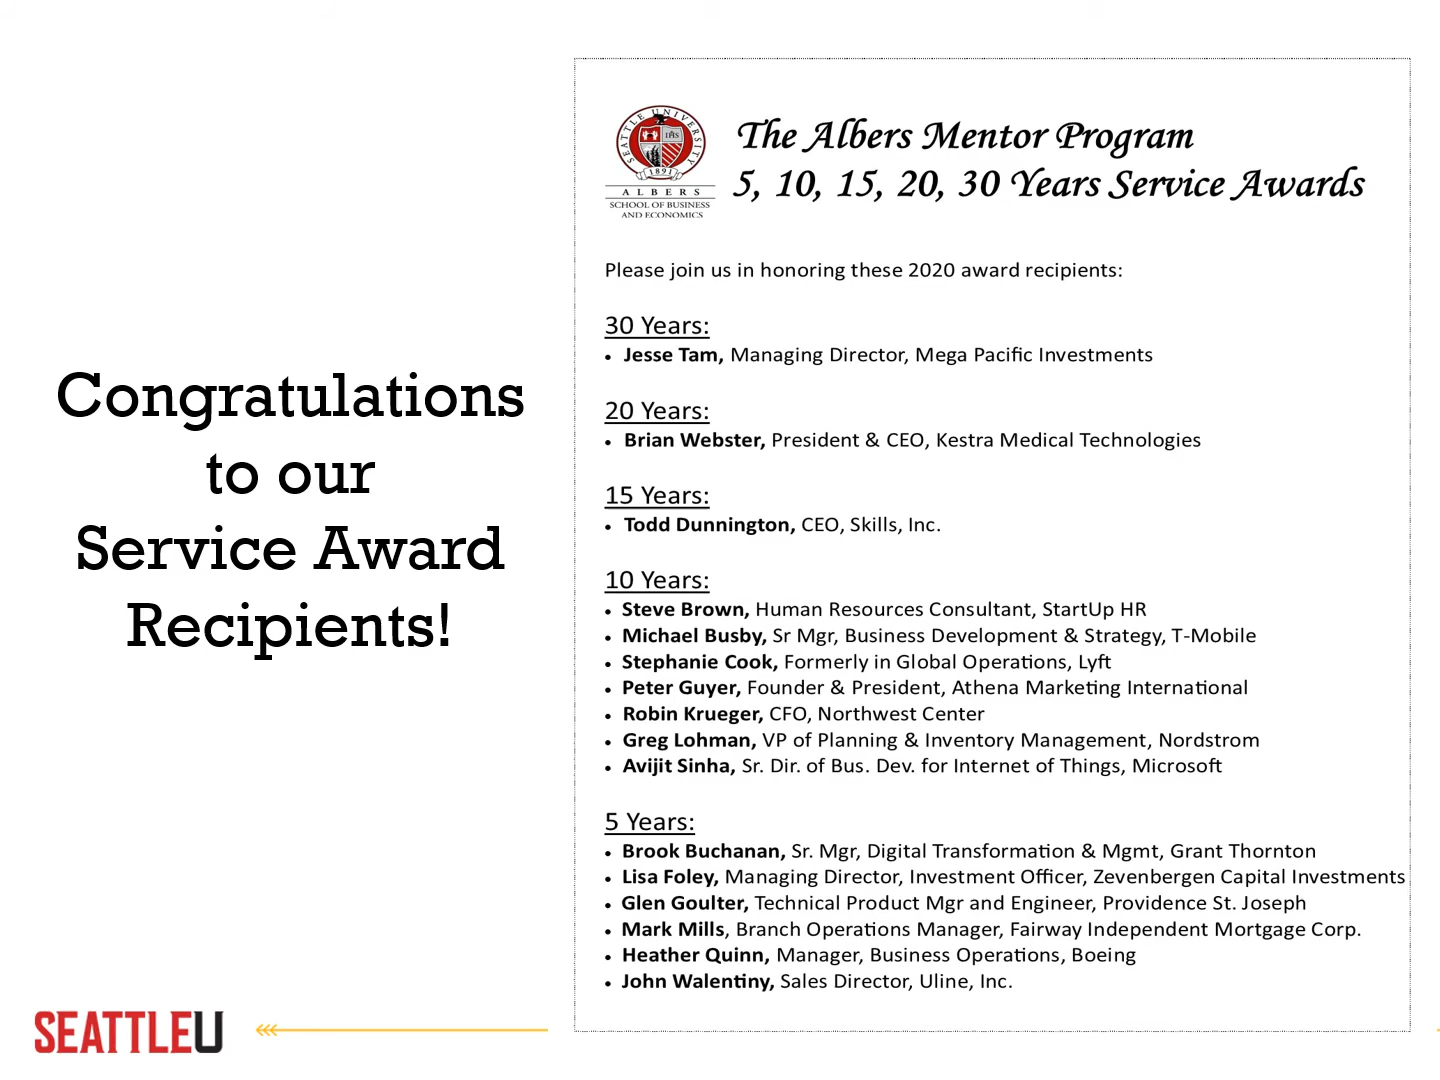 Congratulations
to our
Service Award
Recipients!
SEATTLEU
SEATTLE UNIVERSITY
IHS
1891
ALBERS
SCHOOL OF BUSINESS
AND ECONOMICS
The Albers Mentor Program
5, 10, 15, 20, 30 Years Service Awards
Please join us in honoring these 2020 award recipients:
30 Years:
• Jesse Tam, Managing Director, Mega Pacific Investments
20 Years:
• Brian Webster, President & CEO, Kestra Medical Technologies
15 Years:
• Todd Dunnington, CEO, Skills, Inc.
10 Years:
• Steve Brown, Human Resources Consultant, StartUp HR
• Michael Busby, Sr Mgr, Business Development & Strategy, T-Mobile
• Stephanie Cook, Formerly in Global Operations, Lyft
• Peter Guyer, Founder & President, Athena Marketing International
• Robin Krueger, CFO, Northwest Center
• Greg Lohman, VP of Planning & Inventory Management, Nordstrom
• Avijit Sinha, Sr. Dir. of Bus. Dev. for Internet of Things, Microsoft
5 Years:
• Brook Buchanan, Sr. Mgr, Digital Transformation & Mgmt, Grant Thornton
• Lisa Foley, Managing Director, Investment Officer, Zevenbergen Capital Investments
• Glen Goulter, Technical Product Mgr and Engineer, Providence St. Joseph
• Mark Mills, Branch Operations Manager, Fairway Independent Mortgage Corp.
• Heather Quinn, Manager, Business Operations, Boeing
• John Walentiny, Sales Director, Uline, Inc.